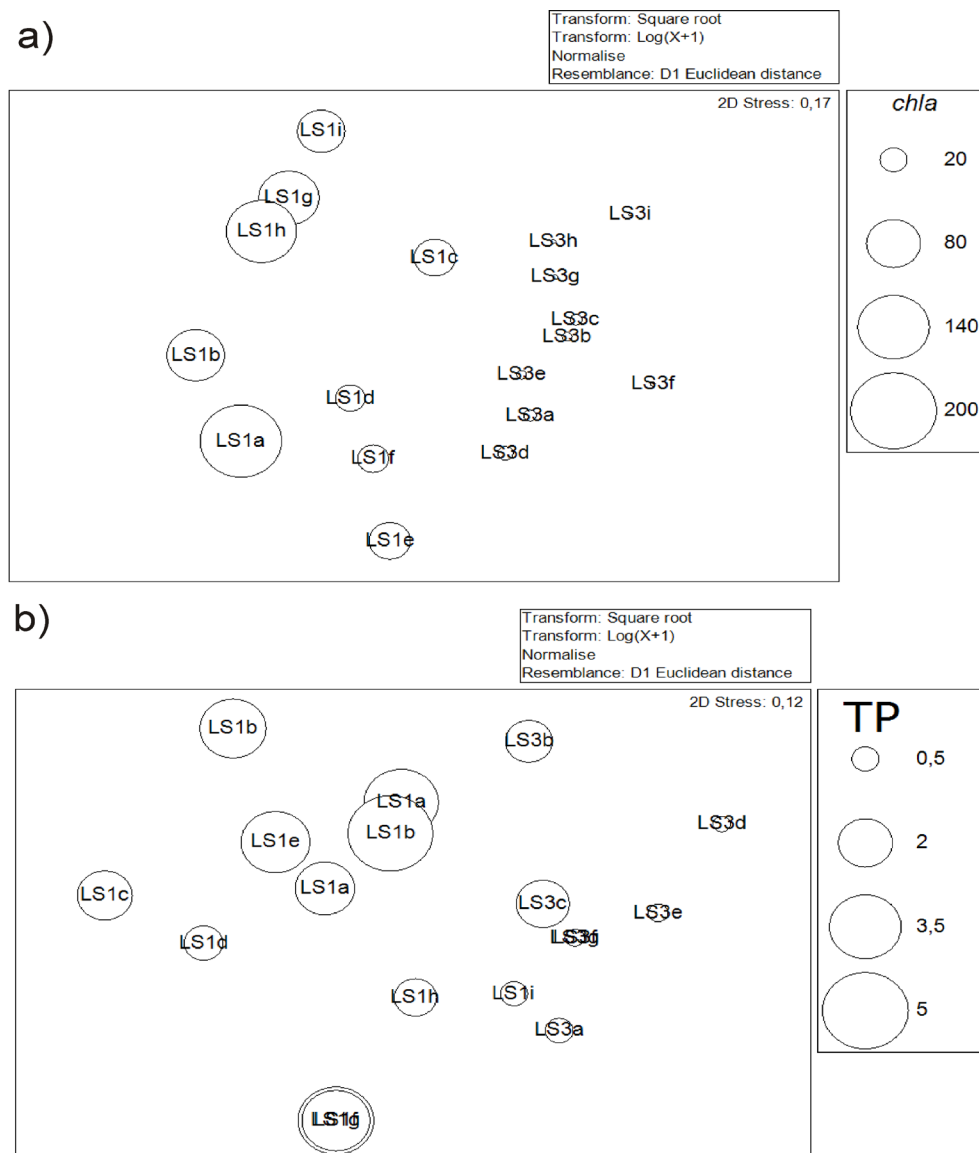 a)
Transform: Square root
Transform: Log(X+1)
Normalise
Resemblance: D1 Euclidean distance
2D Stress: 0,17
chla
LS1i
20
LS1g
LS3i
LS1h
LS3h
80
LS1c
LS3g
LS3c
140
LS3b
LS1b
LS3e
LS3f
LS1d
200
LS3a
LS1a
LS3d
LS1f
LS1e
b)
Transform: Square root
Transform: Log(X+1)
Normalise
Resemblance: D1 Euclidean distance
2D Stress: 0,12
TP
LS1b
LS3b
0,5
LS1a
LS3d
LS1b
2
LS1e
LS1a
LS1c
LS3c
LS3e
3,5
LS1d
LS1h
LS1i
5
LS3a